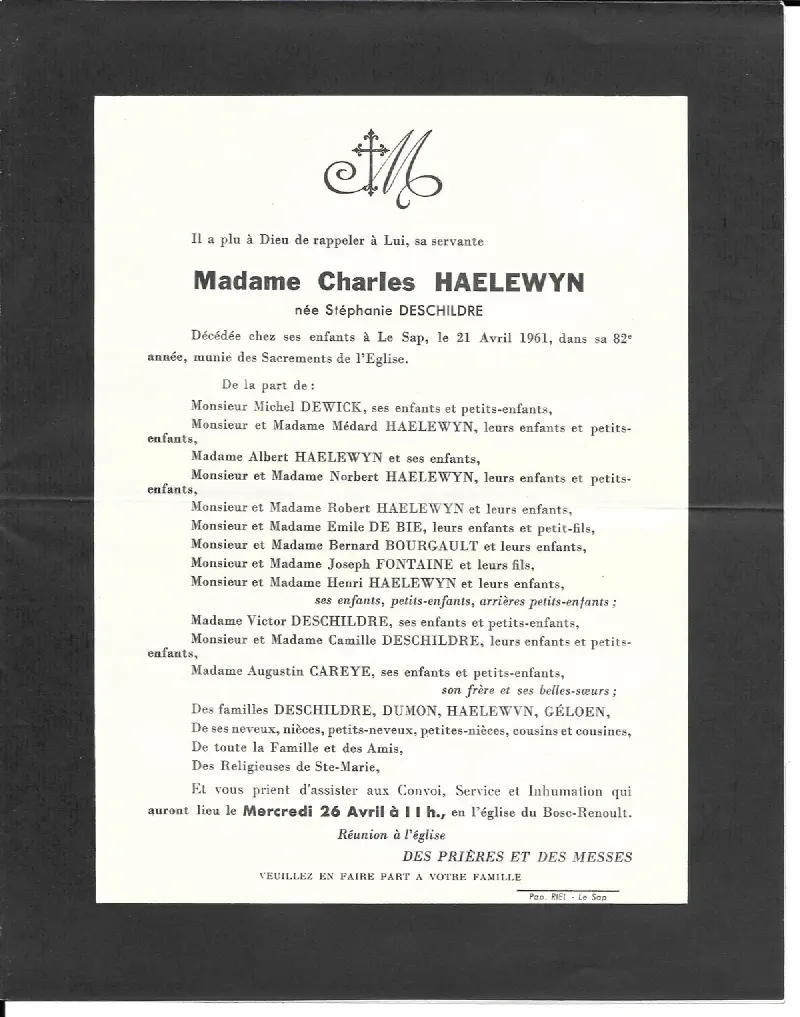 M
Il a plu à Dieu de rappeler à Lui, sa servante
Madame Charles HAELEWYN
née Stéphanie DESCHILDRE
Décédée chez ses enfants à Le Sap, le 21 Avril 1961, dans sa 82e
année, munie des Sacrements de l'Eglise.
De la part de :
Monsieur Michel DEWICK, ses enfants et petits-enfants,
Monsieur et Madame Médard HAELEWYN, leurs enfants et petits-
enfants,
Madame Albert HAELEWYN et ses enfants,
Monsieur et Madame Norbert HAELEWYN, leurs enfants et petits-
enfants,
Monsieur et Madame Robert HAELEWYN et leurs enfants,
Monsieur et Madame Emile DE BIE, leurs enfants et petit-fils,
Monsieur et Madame Bernard BOURGAULT et leurs enfants,
Monsieur et Madame Joseph FONTAINE et leurs fils,
Monsieur et Madame Henri HAELEWYN et leurs enfants,
ses enfants, petits-enfants, arrières petits-enfants ;
Madame Victor DESCHILDRE, ses enfants et petits-enfants,
Monsieur et Madame Camille DESCHILDRE, leurs enfants et petits-
enfants,
Madame Augustin CAREYE, ses enfants et petits-enfants,
son frère et ses belles-sœurs ;
Des familles DESCHILDRE, DUMON, HAELEWVN, GÉLOEN,
De ses neveux, nièces, petits-neveux, petites-nièces, cousins et cousines,
De toute la Famille et des Amis,
Des Religieuses de Ste-Marie,
Et vous prient d'assister aux Convoi, Service et Inhumation qui
auront lieu le Mercredi 26 Avril à 11 h., en l'église du Bosc-Renoult.
Réunion à l'église
DES PRIÈRES ET DES MESSES
VEUILLEZ EN FAIRE PART A VOTRE FAMILLE
Pap. RIEL - Le Sap